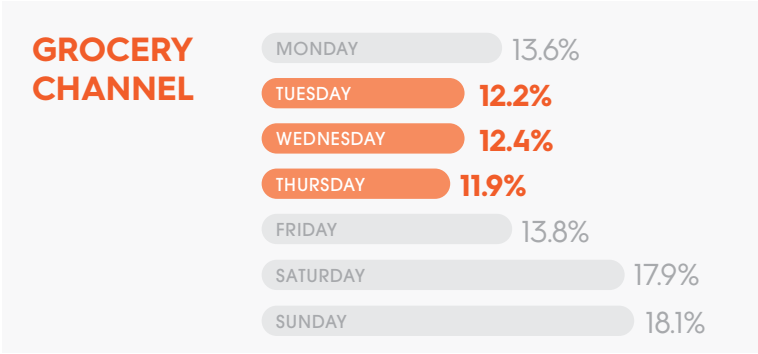 GROCERY
CHANNEL
MONDAY 13.6%
TUESDAY 12.2%
WEDNESDAY 12.4%
THURSDAY 11.9%
FRIDAY 13.8%
SATURDAY 17.9%
SUNDAY 18.1%